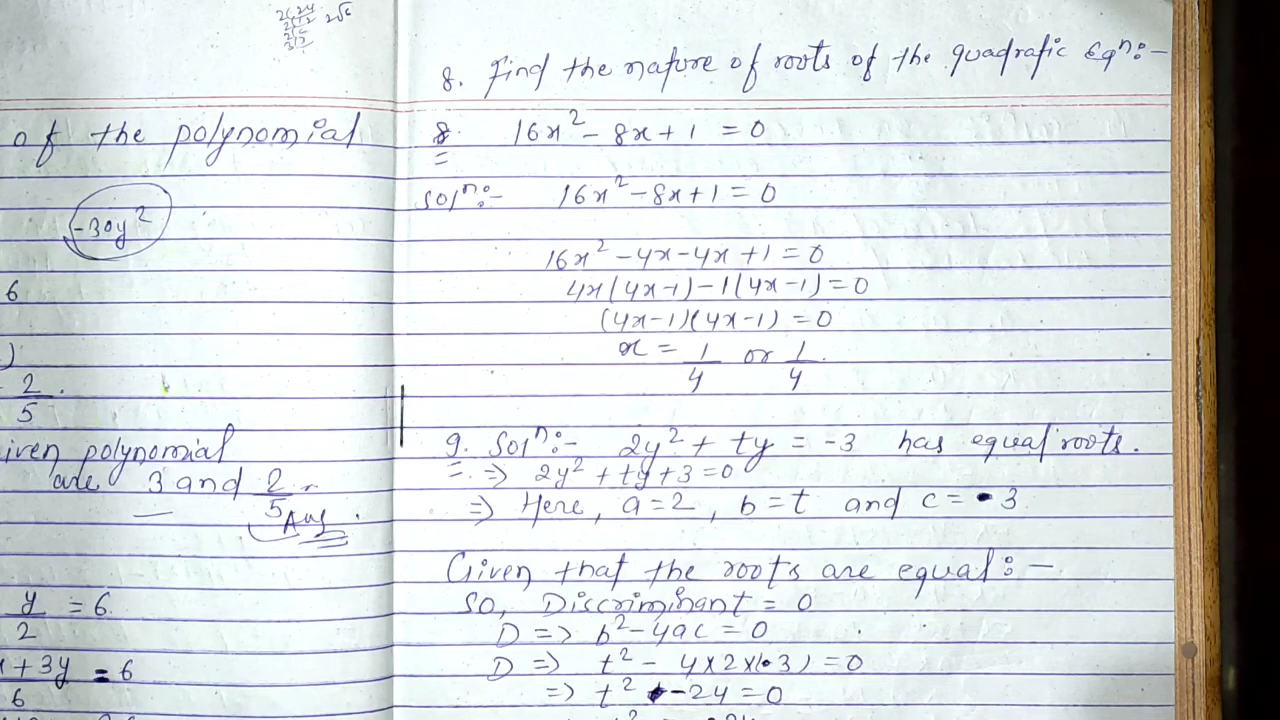 2√6
of the polynomial
-30y²
6
)
2
5
iven polynomial
are 3 and 2/5
Ans
y/2 = 6
+ 3y = 6
6
8. Find the nature of roots of the quadratic Eqⁿ:-
8. 16x² - 8x + 1 = 0
Solⁿ:- 16x² - 8x + 1 = 0
16x² - 4x - 4x + 1 = 0
4x(4x-1) - 1(4x-1) = 0
(4x-1)(4x-1) = 0
x = 1/4 or 1/4.
9. Solⁿ:- 2y² + ty = -3 has equal roots.
=> 2y² + ty + 3 = 0
=> Here, a = 2, b = t and c = 3
Given that the roots are equal:-
So, Discriminant = 0
D => b² - 4ac = 0
D => t² - 4×2×(3) = 0
=> t² - 24 = 0